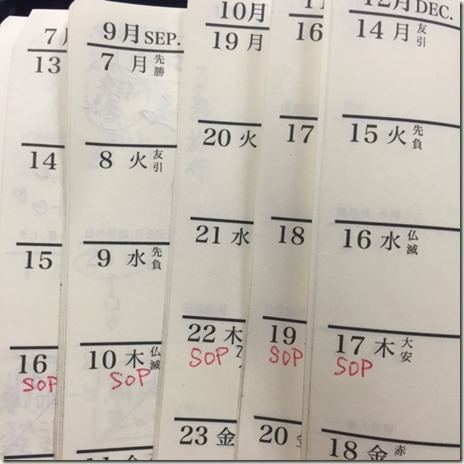 7月
13
14
15
16
SOP
9月 SEP.
7 月 先勝
8 火 友引
9 水 先負
10 木 仏滅
SOP
10月
19 月
20 火
21 水
22 木
SOP
23 金
11
16
17
18
19
SOP
20
12月 DEC.
14 月 友引
15 火 先負
16 水 仏滅
17 木 大安
SOP
18 金 赤